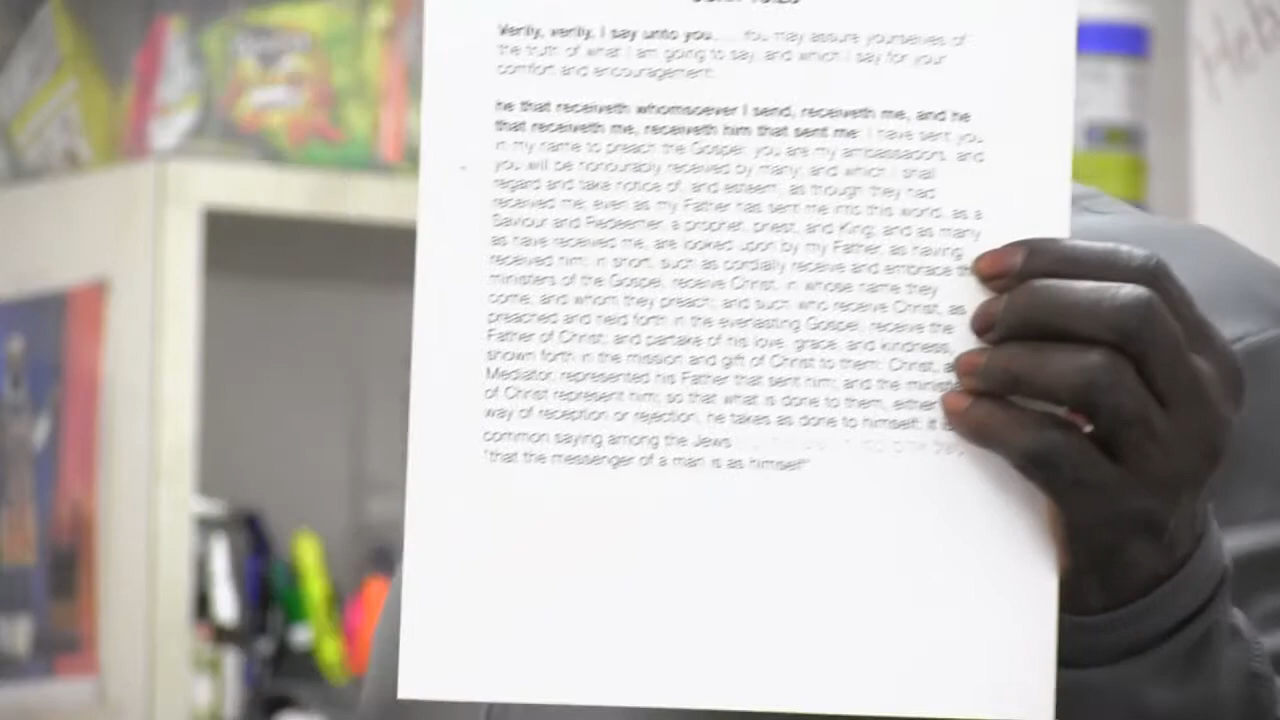 Verily, verily, I say unto you.... You may assure yourselves of
the truth of what I am going to say, and which I say for your
comfort and encouragement:
he that receiveth whomsoever I send, receiveth me, and he
that receiveth me, receiveth him that sent me: I have sent you
in my name to preach the Gospel; you are my ambassadors, and
you will be honourably received by many; and which I shall
regard and take notice of, and esteem, as though they had
received me; even as my Father has sent me into this world, as a
Saviour and Redeemer, a prophet, priest, and King; and as many
as have received me, are looked upon by my Father, as having
received him: in short, such as cordially receive and embrace
ministers of the Gospel, receive Christ, in whose name they
come, and whom they preach; and such who receive Christ, as
preached and held forth in the everlasting Gospel, receive the
Father of Christ; and partake of his love, grace, and kindness,
shown forth in the mission and gift of Christ to them: Christ,
Mediator, represented his Father that sent him; and the
of Christ represent him; so that what is done to them, either
way of reception or rejection, he takes as done to himself: it
common saying among the Jews
"that the messenger of a man is as himself"
Heb